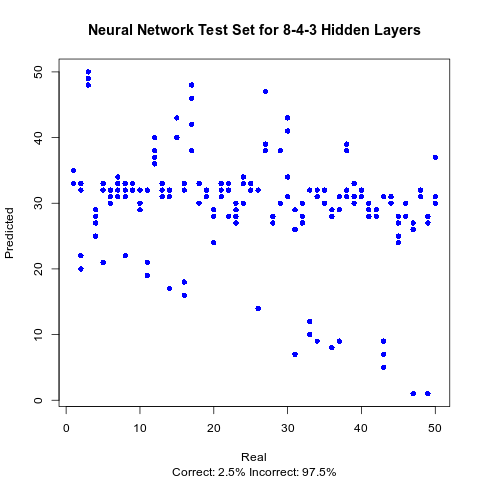 Neural Network Test Set for 8-4-3 Hidden Layers
50
40
30
20
10
0
Predicted
0 10 20 30 40 50
Real
Correct: 2.5% Incorrect: 97.5%